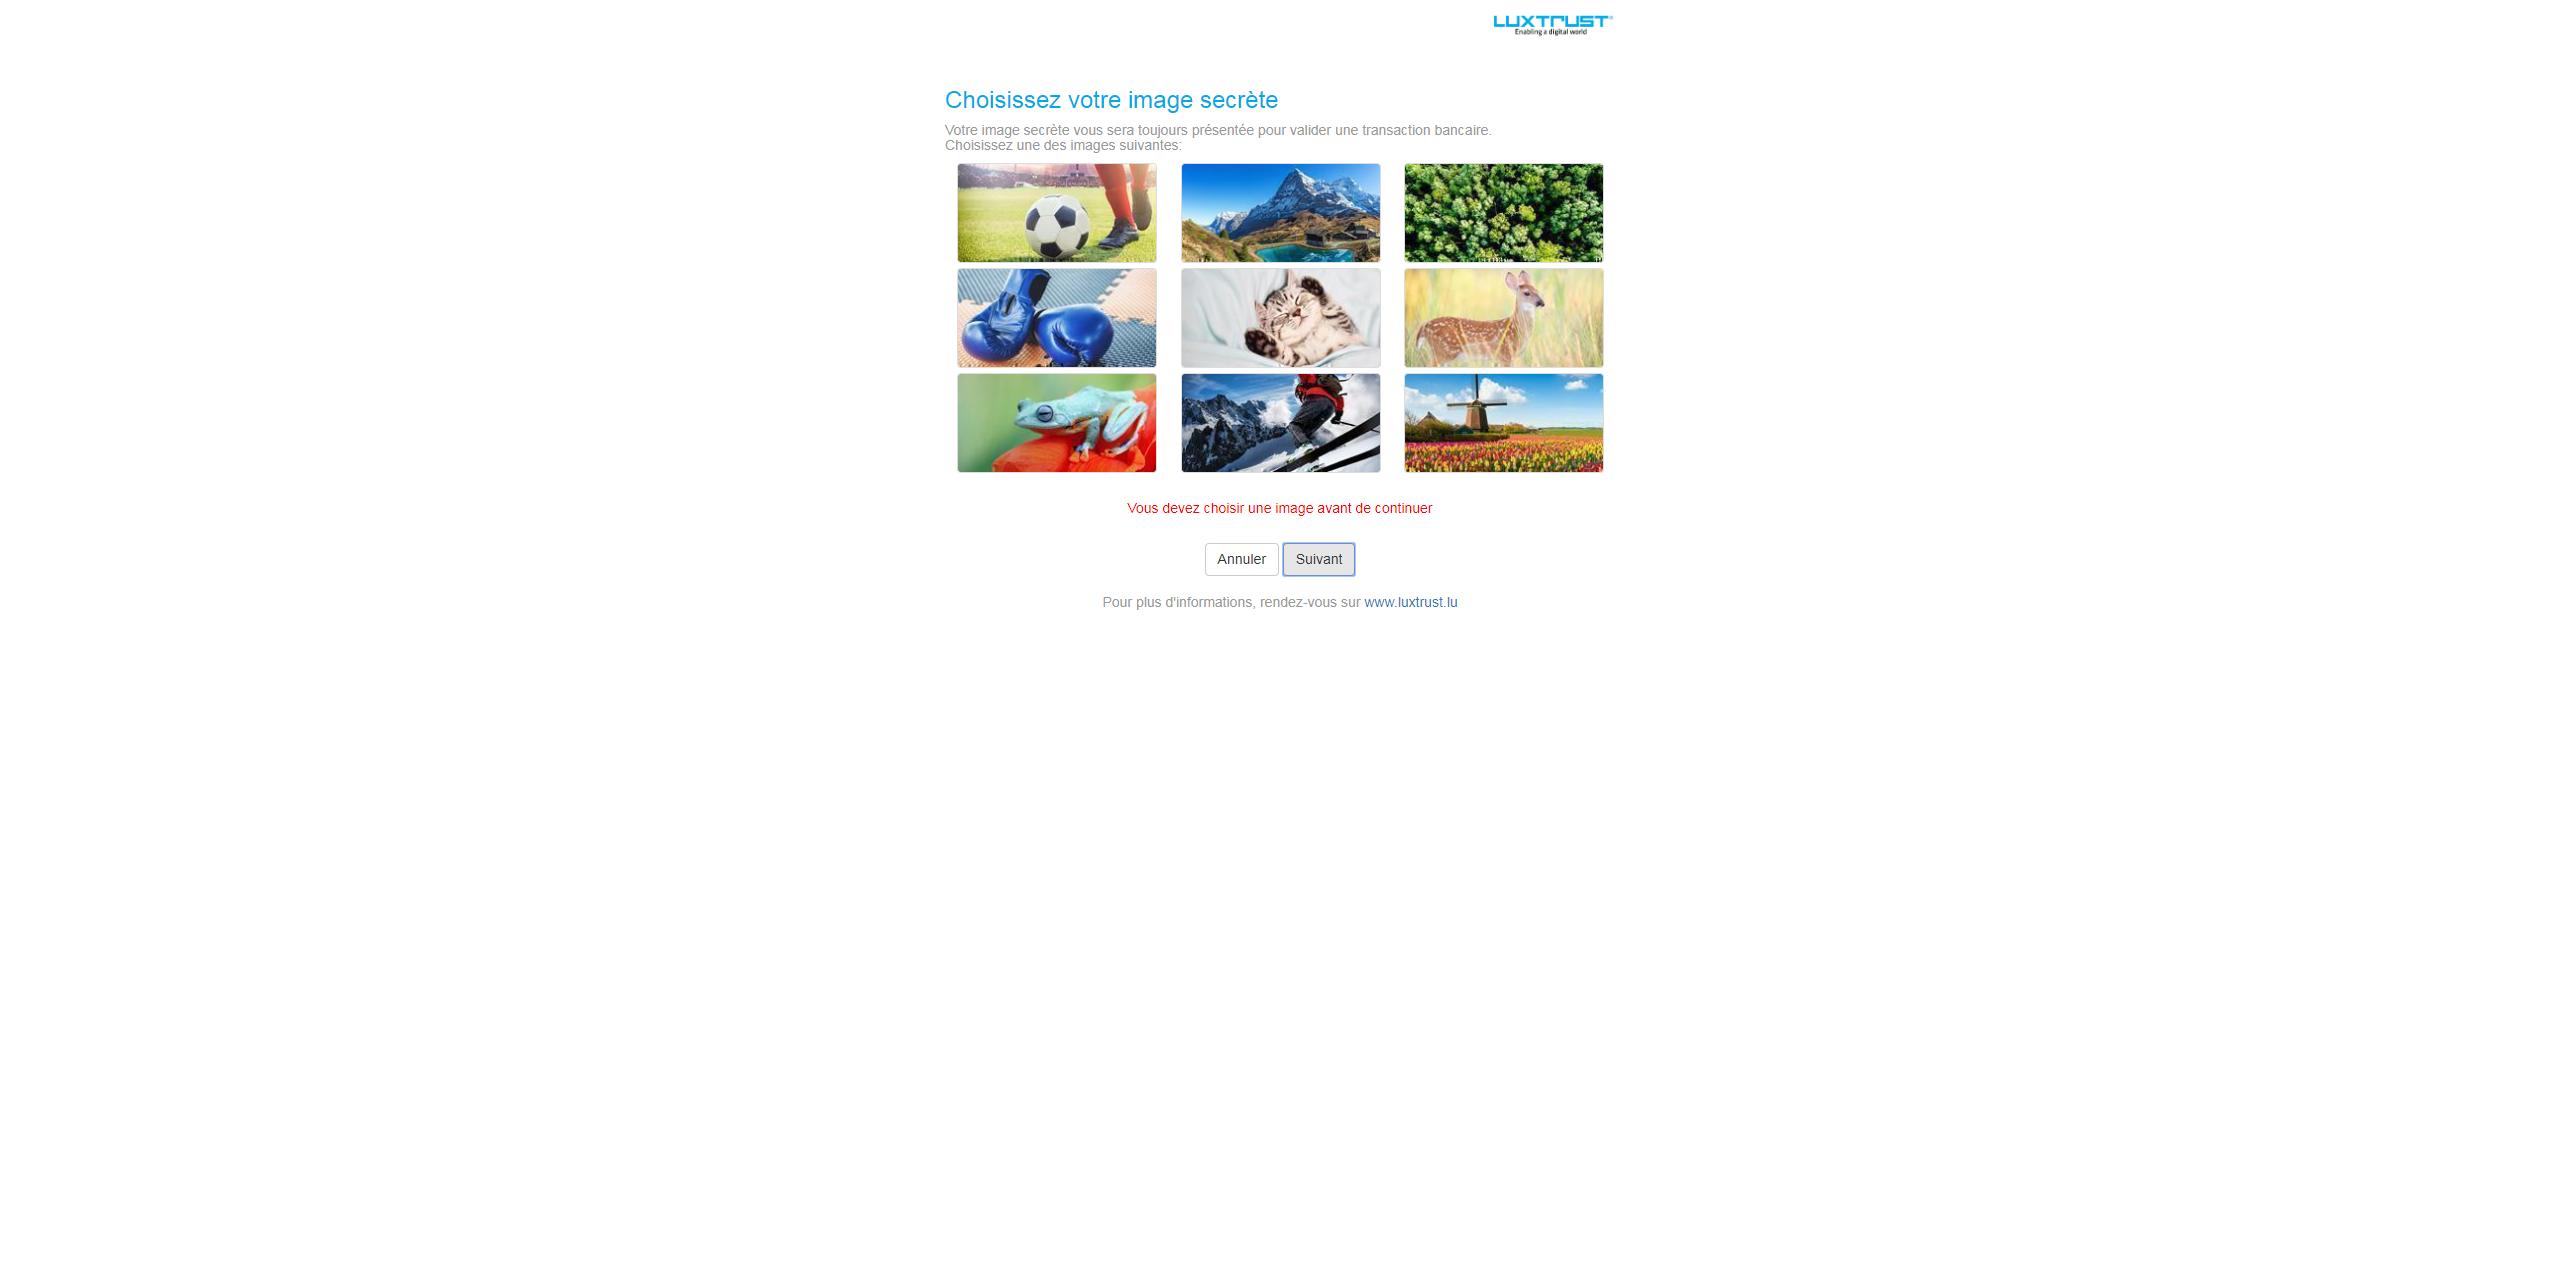 LUXTRUST
Enabling a digital world
Choisissez votre image secrète
Votre image secrète vous sera toujours présentée pour valider une transaction bancaire.
Choisissez une des images suivantes:
Vous devez choisir une image avant de continuer
Annuler
Suivant
Pour plus d'informations, rendez-vous sur www.luxtrust.lu